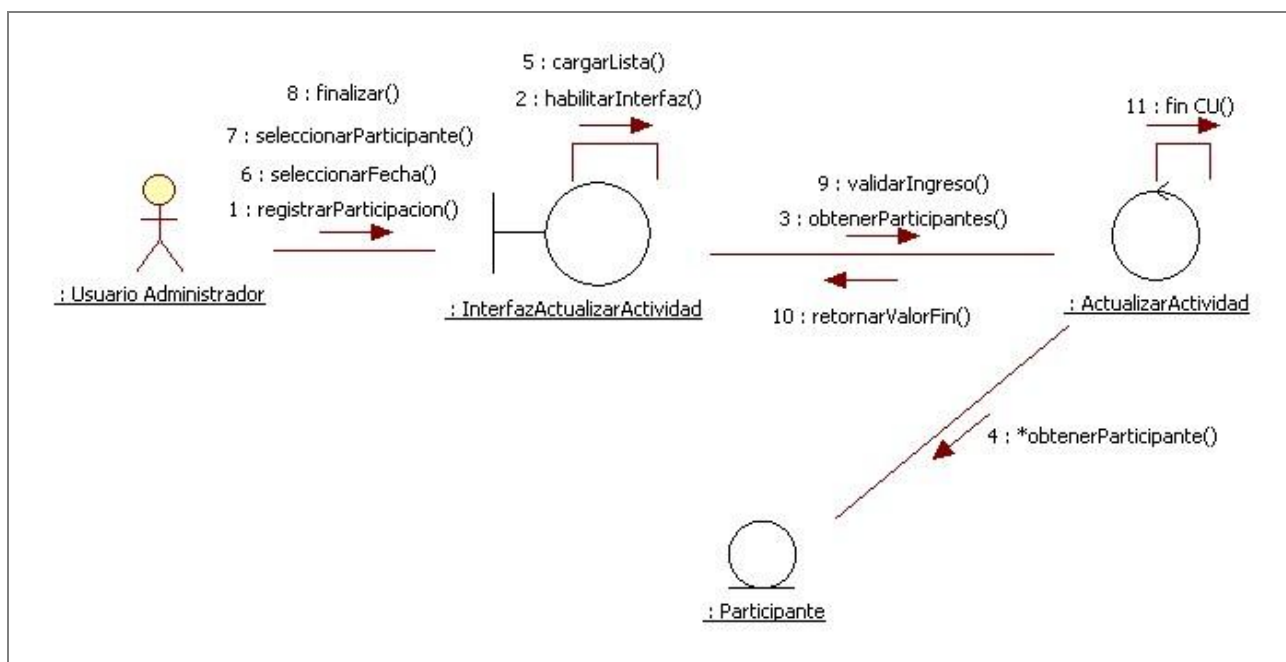 5 : cargarLista()
8 : finalizar()
2 : habilitarInterfaz()
11 : fin CU()
7 : seleccionarParticipante()
6 : seleccionarFecha()
9 : validarIngreso()
1 : registrarParticipacion()
3 : obtenerParticipantes()
: Usuario Administrador
: InterfazActualizarActividad
: ActualizarActividad
10 : retornarValorFin()
4 : *obtenerParticipante()
: Participante